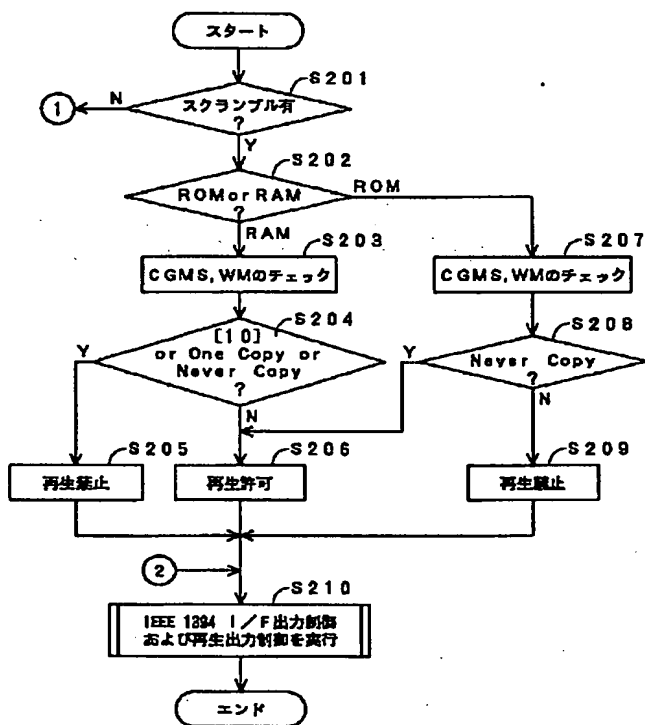 スタート
S201
N
1
スクランブル有
?
Y
S202
ROM or RAM
?
ROM
RAM
S203
S207
CGMS, WMのチェック
CGMS, WMのチェック
S204
S208
[10]
or One Copy or
Never Copy
?
Y
N
Y
Never Copy
?
N
S205
S206
S209
再生禁止
再生許可
再生禁止
2
S210
IEEE 1394 I/F出力制御
および再生出力制御を実行
エンド